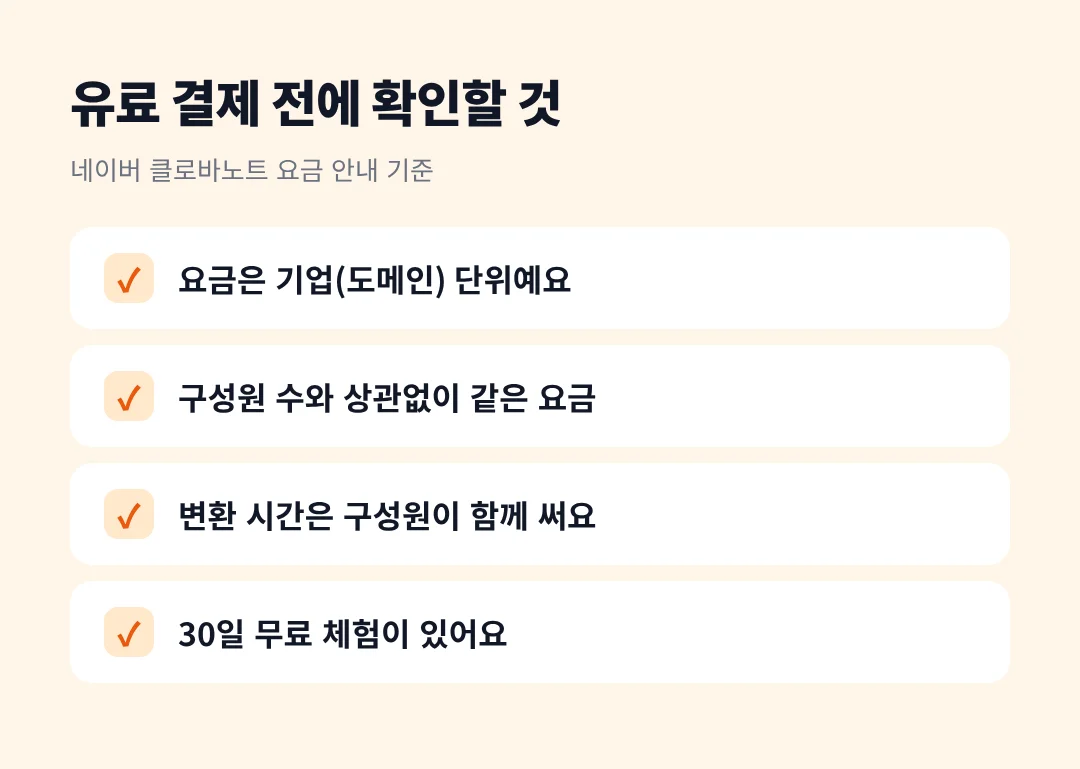 유료 결제 전에 확인할 것
네이버 클로바노트 요금 안내 기준
✓ 요금은 기업(도메인) 단위예요
✓ 구성원 수와 상관없이 같은 요금
✓ 변환 시간은 구성원이 함께 써요
✓ 30일 무료 체험이 있어요